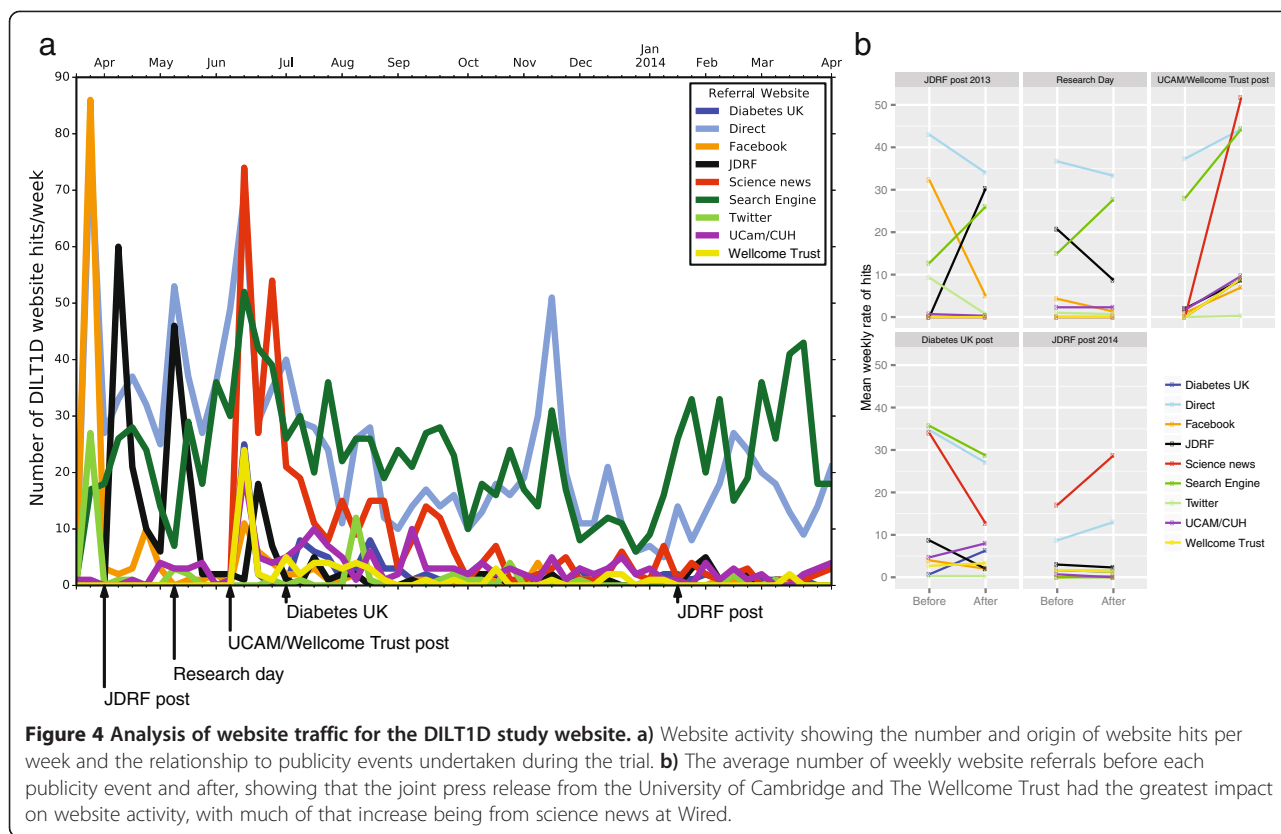 a
Apr May Jun Jul Aug Sep Oct Nov Dec Jan 2014 Feb Mar Apr
Number of DILT1D website hits/week
90
80
70
60
50
40
30
20
10
0
Referral Website
Diabetes UK
Direct
Facebook
JDRF
Science news
Search Engine
Twitter
UCam/CUH
Wellcome Trust
Diabetes UK
JDRF post
UCAM/Wellcome Trust post
Research day
JDRF post
b
JDRF post 2013 Research Day UCAM/Wellcome Trust post
50
40
30
20
10
0
Mean weekly rate of hits
Diabetes UK post JDRF post 2014
50
40
30
20
10
0
Before After Before After
Diabetes UK
Direct
Facebook
JDRF
Science news
Search Engine
Twitter
UCAM/CUH
Wellcome Trust
Figure 4 Analysis of website traffic for the DILT1D study website. a) Website activity showing the number and origin of website hits per
week and the relationship to publicity events undertaken during the trial. b) The average number of weekly website referrals before each
publicity event and after, showing that the joint press release from the University of Cambridge and The Wellcome Trust had the greatest impact
on website activity, with much of that increase being from science news at Wired.